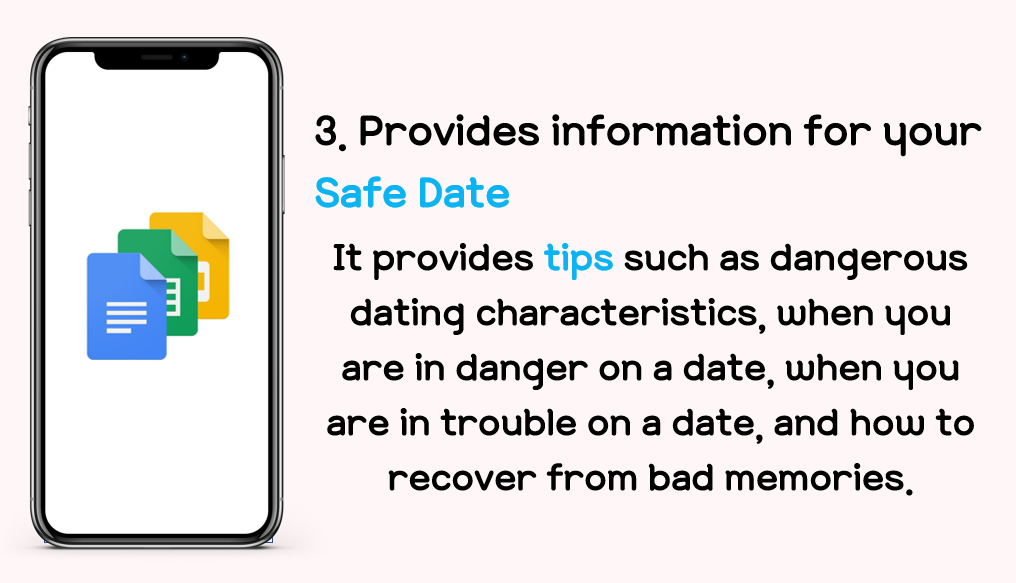 3. Provides information for your
Safe Date
It provides tips such as dangerous
dating characteristics, when you
are in danger on a date, when you
are in trouble on a date, and how to
recover from bad memories.